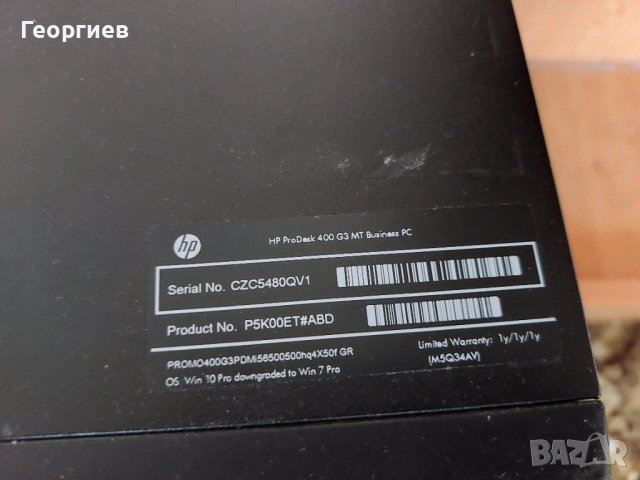 Георгиев
hp
HP ProDesk 400 G3 MT Business PC
Serial No. CZC5480QV1
Product No. P5K00ET#ABD
PROMO400G3PDMi56500500hq4X50f GR
Limited Warranty: 1y/1y/1y
(M5Q34AV)
OS Win 10 Pro downgraded to Win 7 Pro
BAZAR